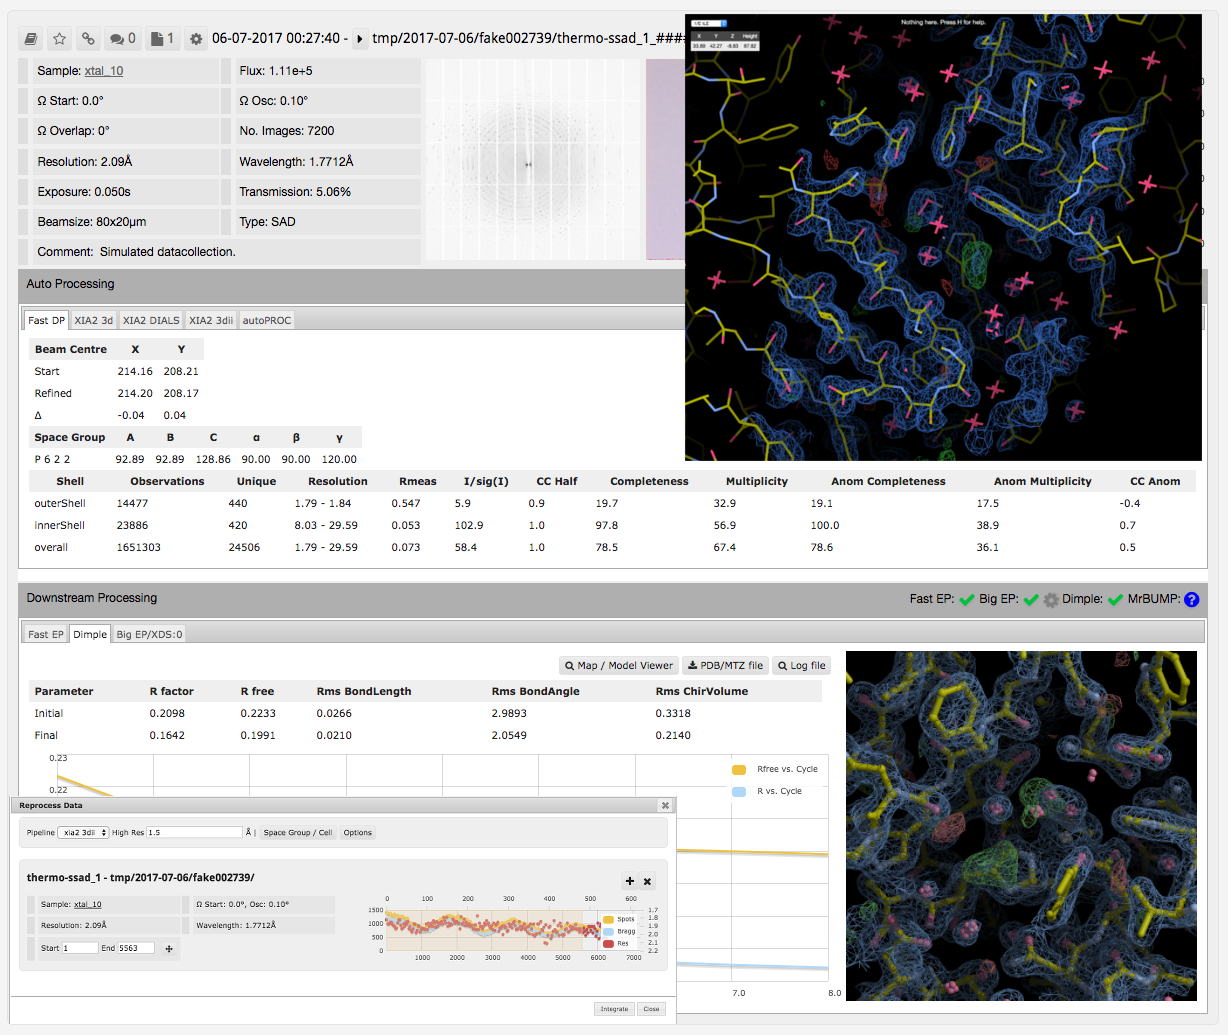 0 1 06-07-2017 00:27:40 - tmp/2017-07-06/fake002739/thermo-ssad_1_####
Sample: xtal_10 Flux: 1.11e+5
Ω Start: 0.0° Ω Osc: 0.10°
Ω Overlap: 0° No. Images: 7200
Resolution: 2.09Å Wavelength: 1.7712Å
Exposure: 0.050s Transmission: 5.06%
Beamsize: 80x20μm Type: SAD
Comment: Simulated datacollection.
Nothing here. Press H for help.
X Y Z Height
33.89 42.27 -8.83 87.82
Auto Processing
Fast DP XIA2 3d XIA2 DIALS XIA2 3dii autoPROC
Beam Centre X Y
Start 214.16 208.21
Refined 214.20 208.17
Δ -0.04 0.04
Space Group A B C α β γ
P 6 2 2 92.89 92.89 128.86 90.00 90.00 120.00
Shell Observations Unique Resolution Rmeas I/sig(I) CC Half Completeness Multiplicity Anom Completeness Anom Multiplicity CC Anom
outerShell 14477 440 1.79 - 1.84 0.547 5.9 0.9 19.7 32.9 19.1 17.5 -0.4
innerShell 23886 420 8.03 - 29.59 0.053 102.9 1.0 97.8 56.9 100.0 38.9 0.7
overall 1651303 24506 1.79 - 29.59 0.073 58.4 1.0 78.5 67.4 78.6 36.1 0.5
Downstream Processing Fast EP: Big EP: Dimple: MrBUMP: ?
Fast EP Dimple Big EP/XDS:0
Map / Model Viewer PDB/MTZ file Log file
Parameter R factor R free Rms BondLength Rms BondAngle Rms ChirVolume
Initial 0.2098 0.2233 0.0266 2.9893 0.3318
Final 0.1642 0.1991 0.0210 2.0549 0.2140
0.23
0.22
Rfree vs. Cycle
R vs. Cycle
7.0 8.0
Reprocess Data
Pipeline xia2 3dii High Res 1.5 Å | Space Group / Cell Options
thermo-ssad_1 - tmp/2017-07-06/fake002739/
Sample: xtal_10 Ω Start: 0.0°, Osc: 0.10°
Resolution: 2.09Å Wavelength: 1.7712Å
Start 1 End 5563
0 100 200 300 400 500 600
1500
1000
500
0
1.7
1.8
1.9
2.0
2.1
2.2
Spots
Bragg
Res
1000 2000 3000 4000 5000 6000 7000
Integrate Close